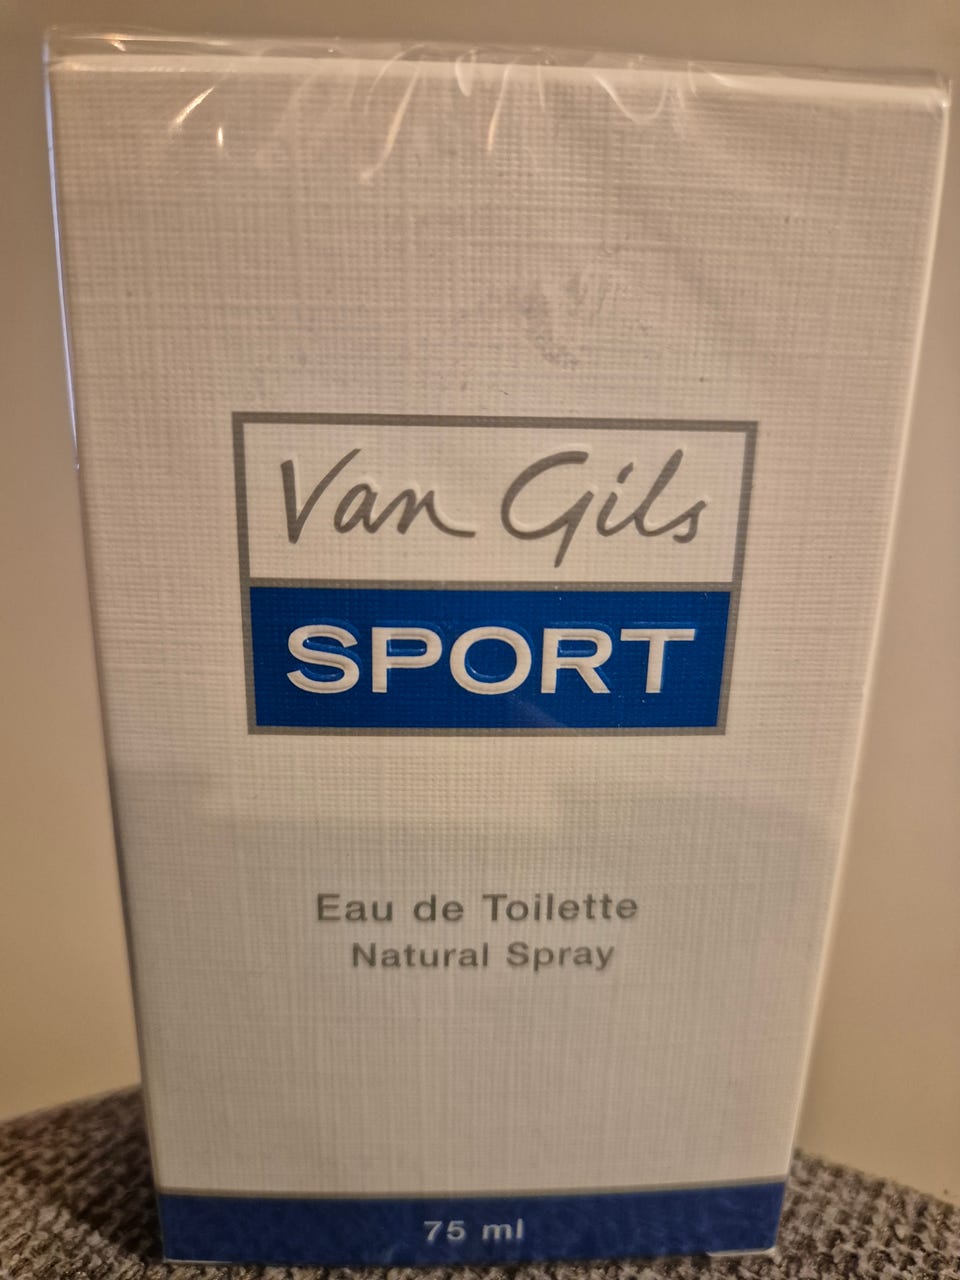 Van Gils
SPORT
Eau de Toilette
Natural Spray
75 ml